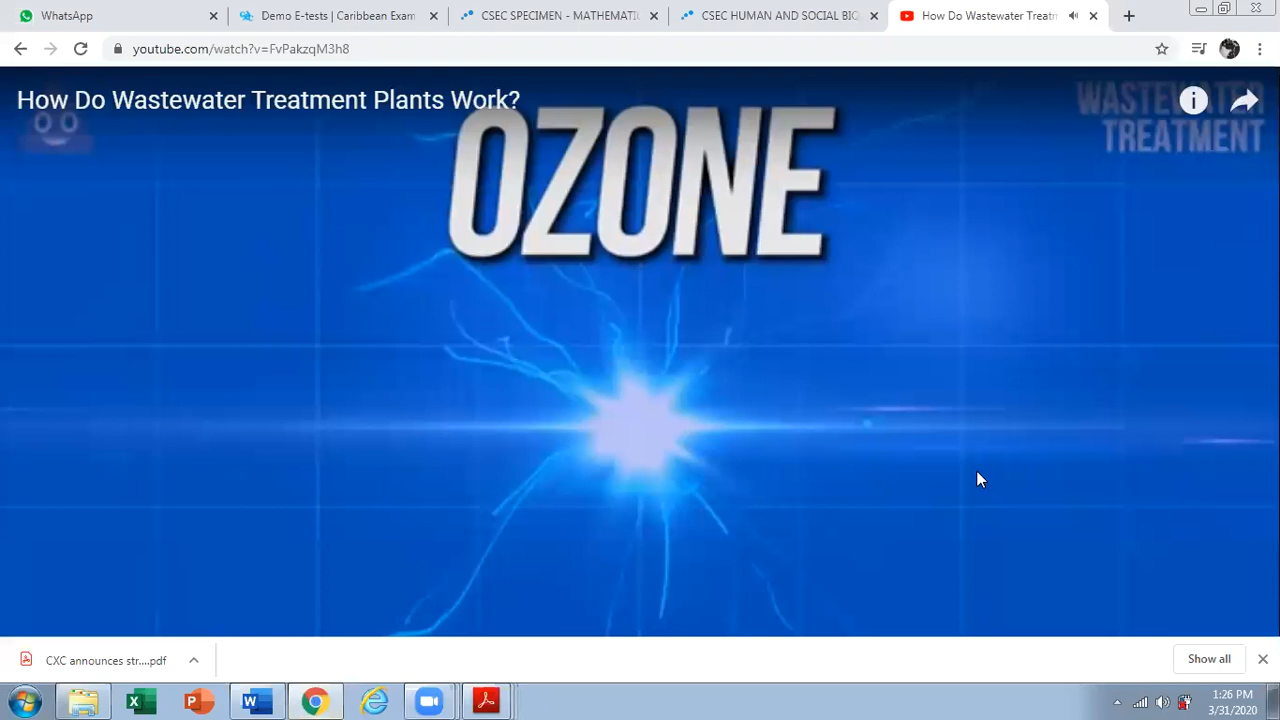 WhatsApp
Demo E-tests | Caribbean Exam
CSEC SPECIMEN - MATHEMATI
CSEC HUMAN AND SOCIAL BIO
How Do Wastewater Treatm
youtube.com/watch?v=FvPakzqM3h8
How Do Wastewater Treatment Plants Work?
WASTEWATER
TREATMENT
OZONE
CXC announces str....pdf
Show all
1:26 PM
3/31/2020